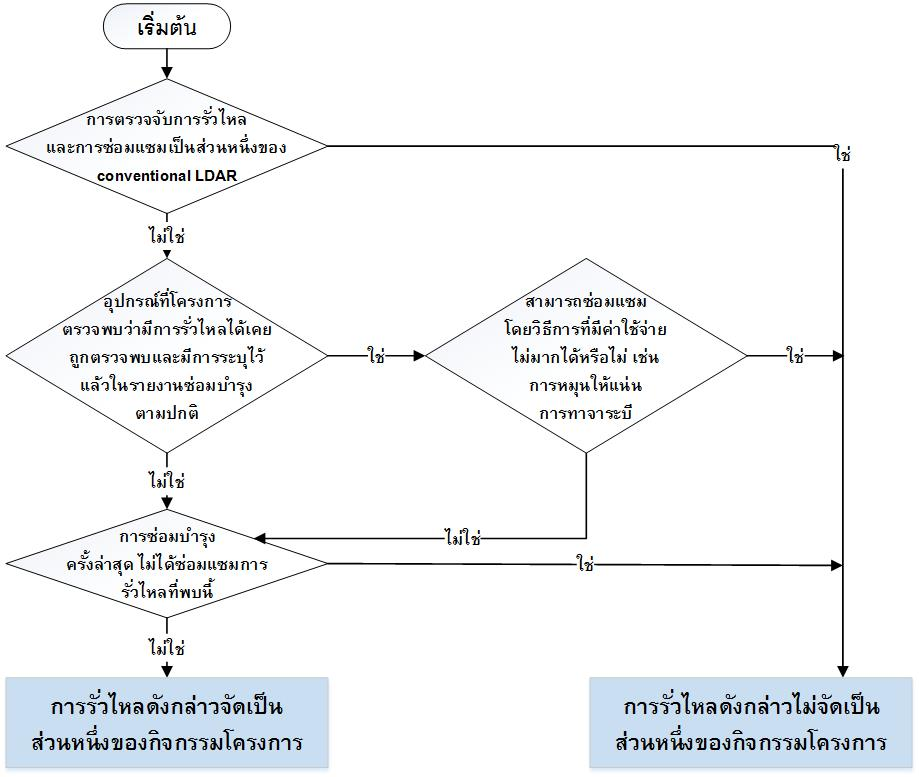 เริ่มต้น
การตรวจจับการรั่วไหล
และการซ่อมแซมเป็นส่วนหนึ่งของ
conventional LDAR
ใช่
ไม่ใช่
อุปกรณ์ที่โครงการ
ตรวจพบว่ามีการรั่วไหลได้เคย
ถูกตรวจพบและมีการระบุไว้
แล้วในรายงานซ่อมบำรุง
ตามปกติ
ใช่
สามารถซ่อมแซม
โดยวิธีการที่มีค่าใช้จ่าย
ไม่มากได้หรือไม่ เช่น
การหมุนให้แน่น
การทาจาระบี
ใช่
ไม่ใช่
ไม่ใช่
การซ่อมบำรุง
ครั้งล่าสุด ไม่ได้ซ่อมแซมการ
รั่วไหลที่พบนี้
ใช่
ไม่ใช่
การรั่วไหลดังกล่าวจัดเป็น
ส่วนหนึ่งของกิจกรรมโครงการ
การรั่วไหลดังกล่าวไม่จัดเป็น
ส่วนหนึ่งของกิจกรรมโครงการ